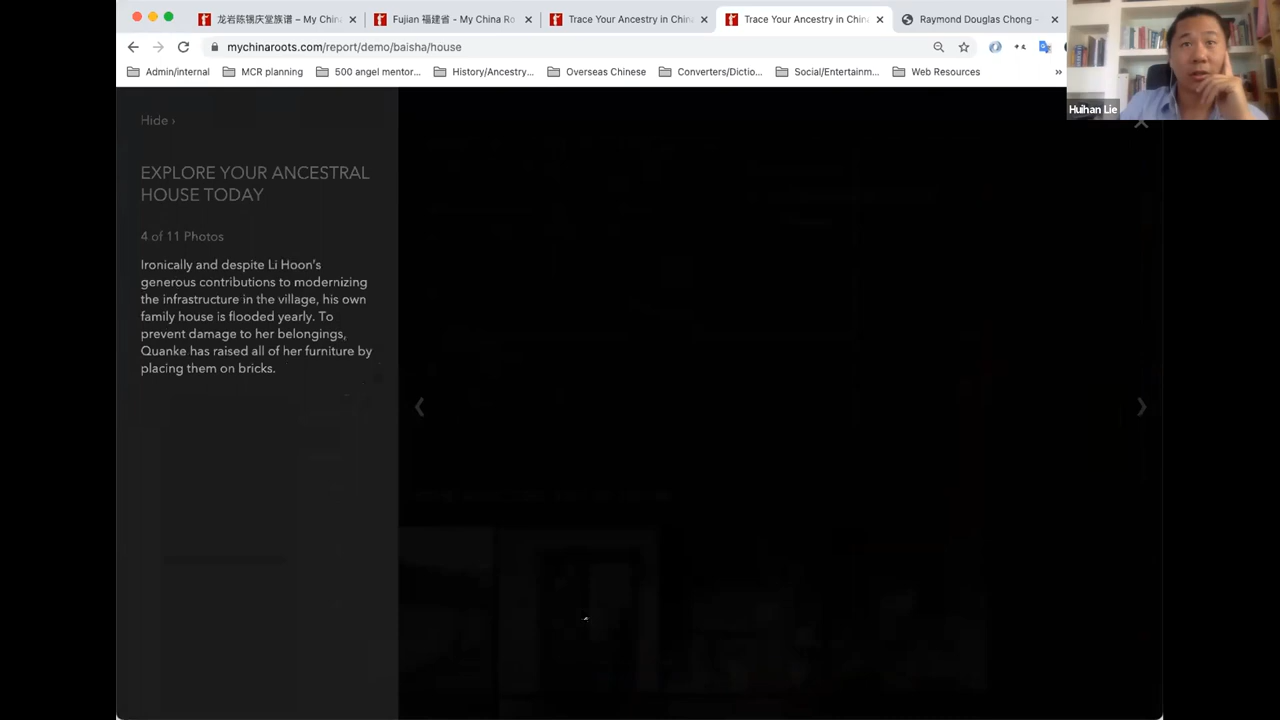 龙岩陈锡庆堂族谱 – My Chin
Fujian 福建省 - My China Ro
Trace Your Ancestry in China
Trace Your Ancestry in China
Raymond Douglas Chong –
mychinaroots.com/report/demo/baisha/house
Admin/internal
MCR planning
500 angel mentor...
History/Ancestry...
Overseas Chinese
Converters/Dictio...
Social/Entertainm...
Web Resources
»
Huihan Lie
Hide ›
EXPLORE YOUR ANCESTRAL
HOUSE TODAY
4 of 11 Photos
Ironically and despite Li Hoon's
generous contributions to modernizing
the infrastructure in the village, his own
family house is flooded yearly. To
prevent damage to her belongings,
Quanke has raised all of her furniture by
placing them on bricks.